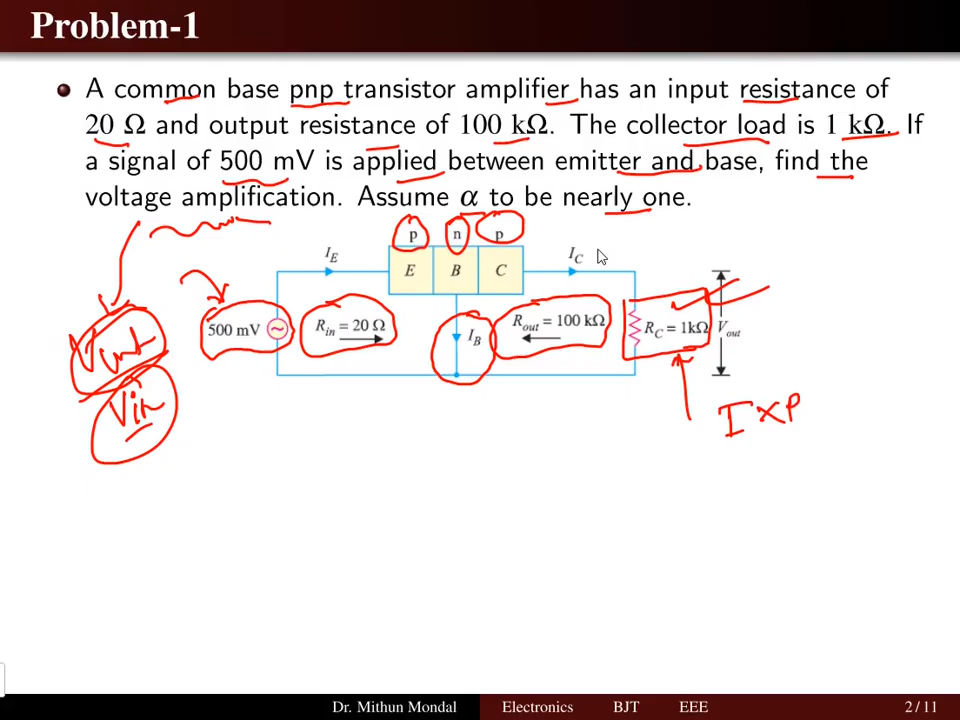 Problem-1
A common base pnp transistor amplifier has an input resistance of
20 Ω and output resistance of 100 kΩ. The collector load is 1 kΩ. If
a signal of 500 mV is applied between emitter and base, find the
voltage amplification. Assume α to be nearly one.
p n p
I_E E B C I_C
500 mV R_in = 20 Ω I_B R_out = 100 kΩ R_C = 1kΩ V_out
Vin
I×
Dr. Mithun Mondal Electronics BJT EEE 2 / 11